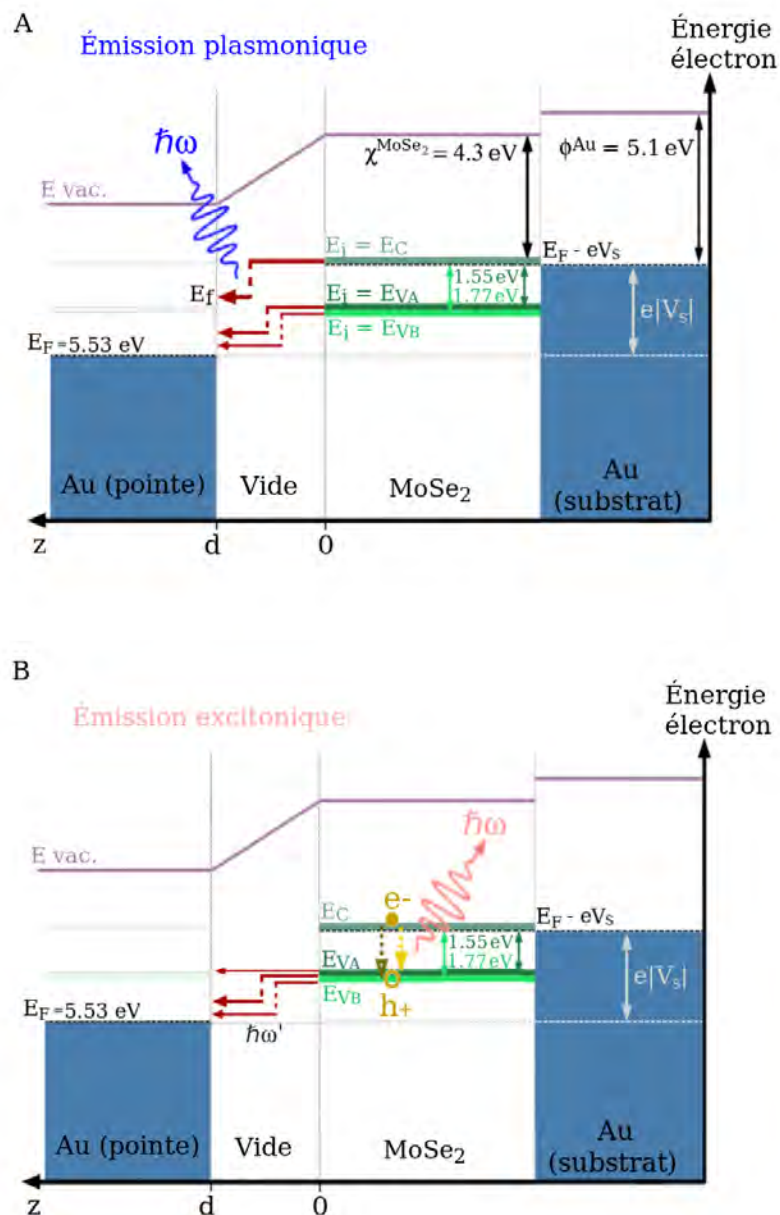 A
Émission plasmonique
Énergie
électron
ħω
χMoSe₂ = 4.3 eV
ϕAu = 5.1 eV
E vac.
Ej = EC
EF - eVS
1.55 eV
1.77 eV
Ef
Ej = EVA
Ej = EVB
e|Vs|
EF = 5.53 eV
Au (pointe)
Vide
MoSe₂
Au
(substrat)
z
d
0
B
Émission excitonique
Énergie
électron
ħω
E vac.
e-
EC
EF - eVS
1.55 eV
1.77 eV
EVA
EVB
h+
e|Vs|
EF = 5.53 eV
ħω'
Au (pointe)
Vide
MoSe₂
Au
(substrat)
z
d
0